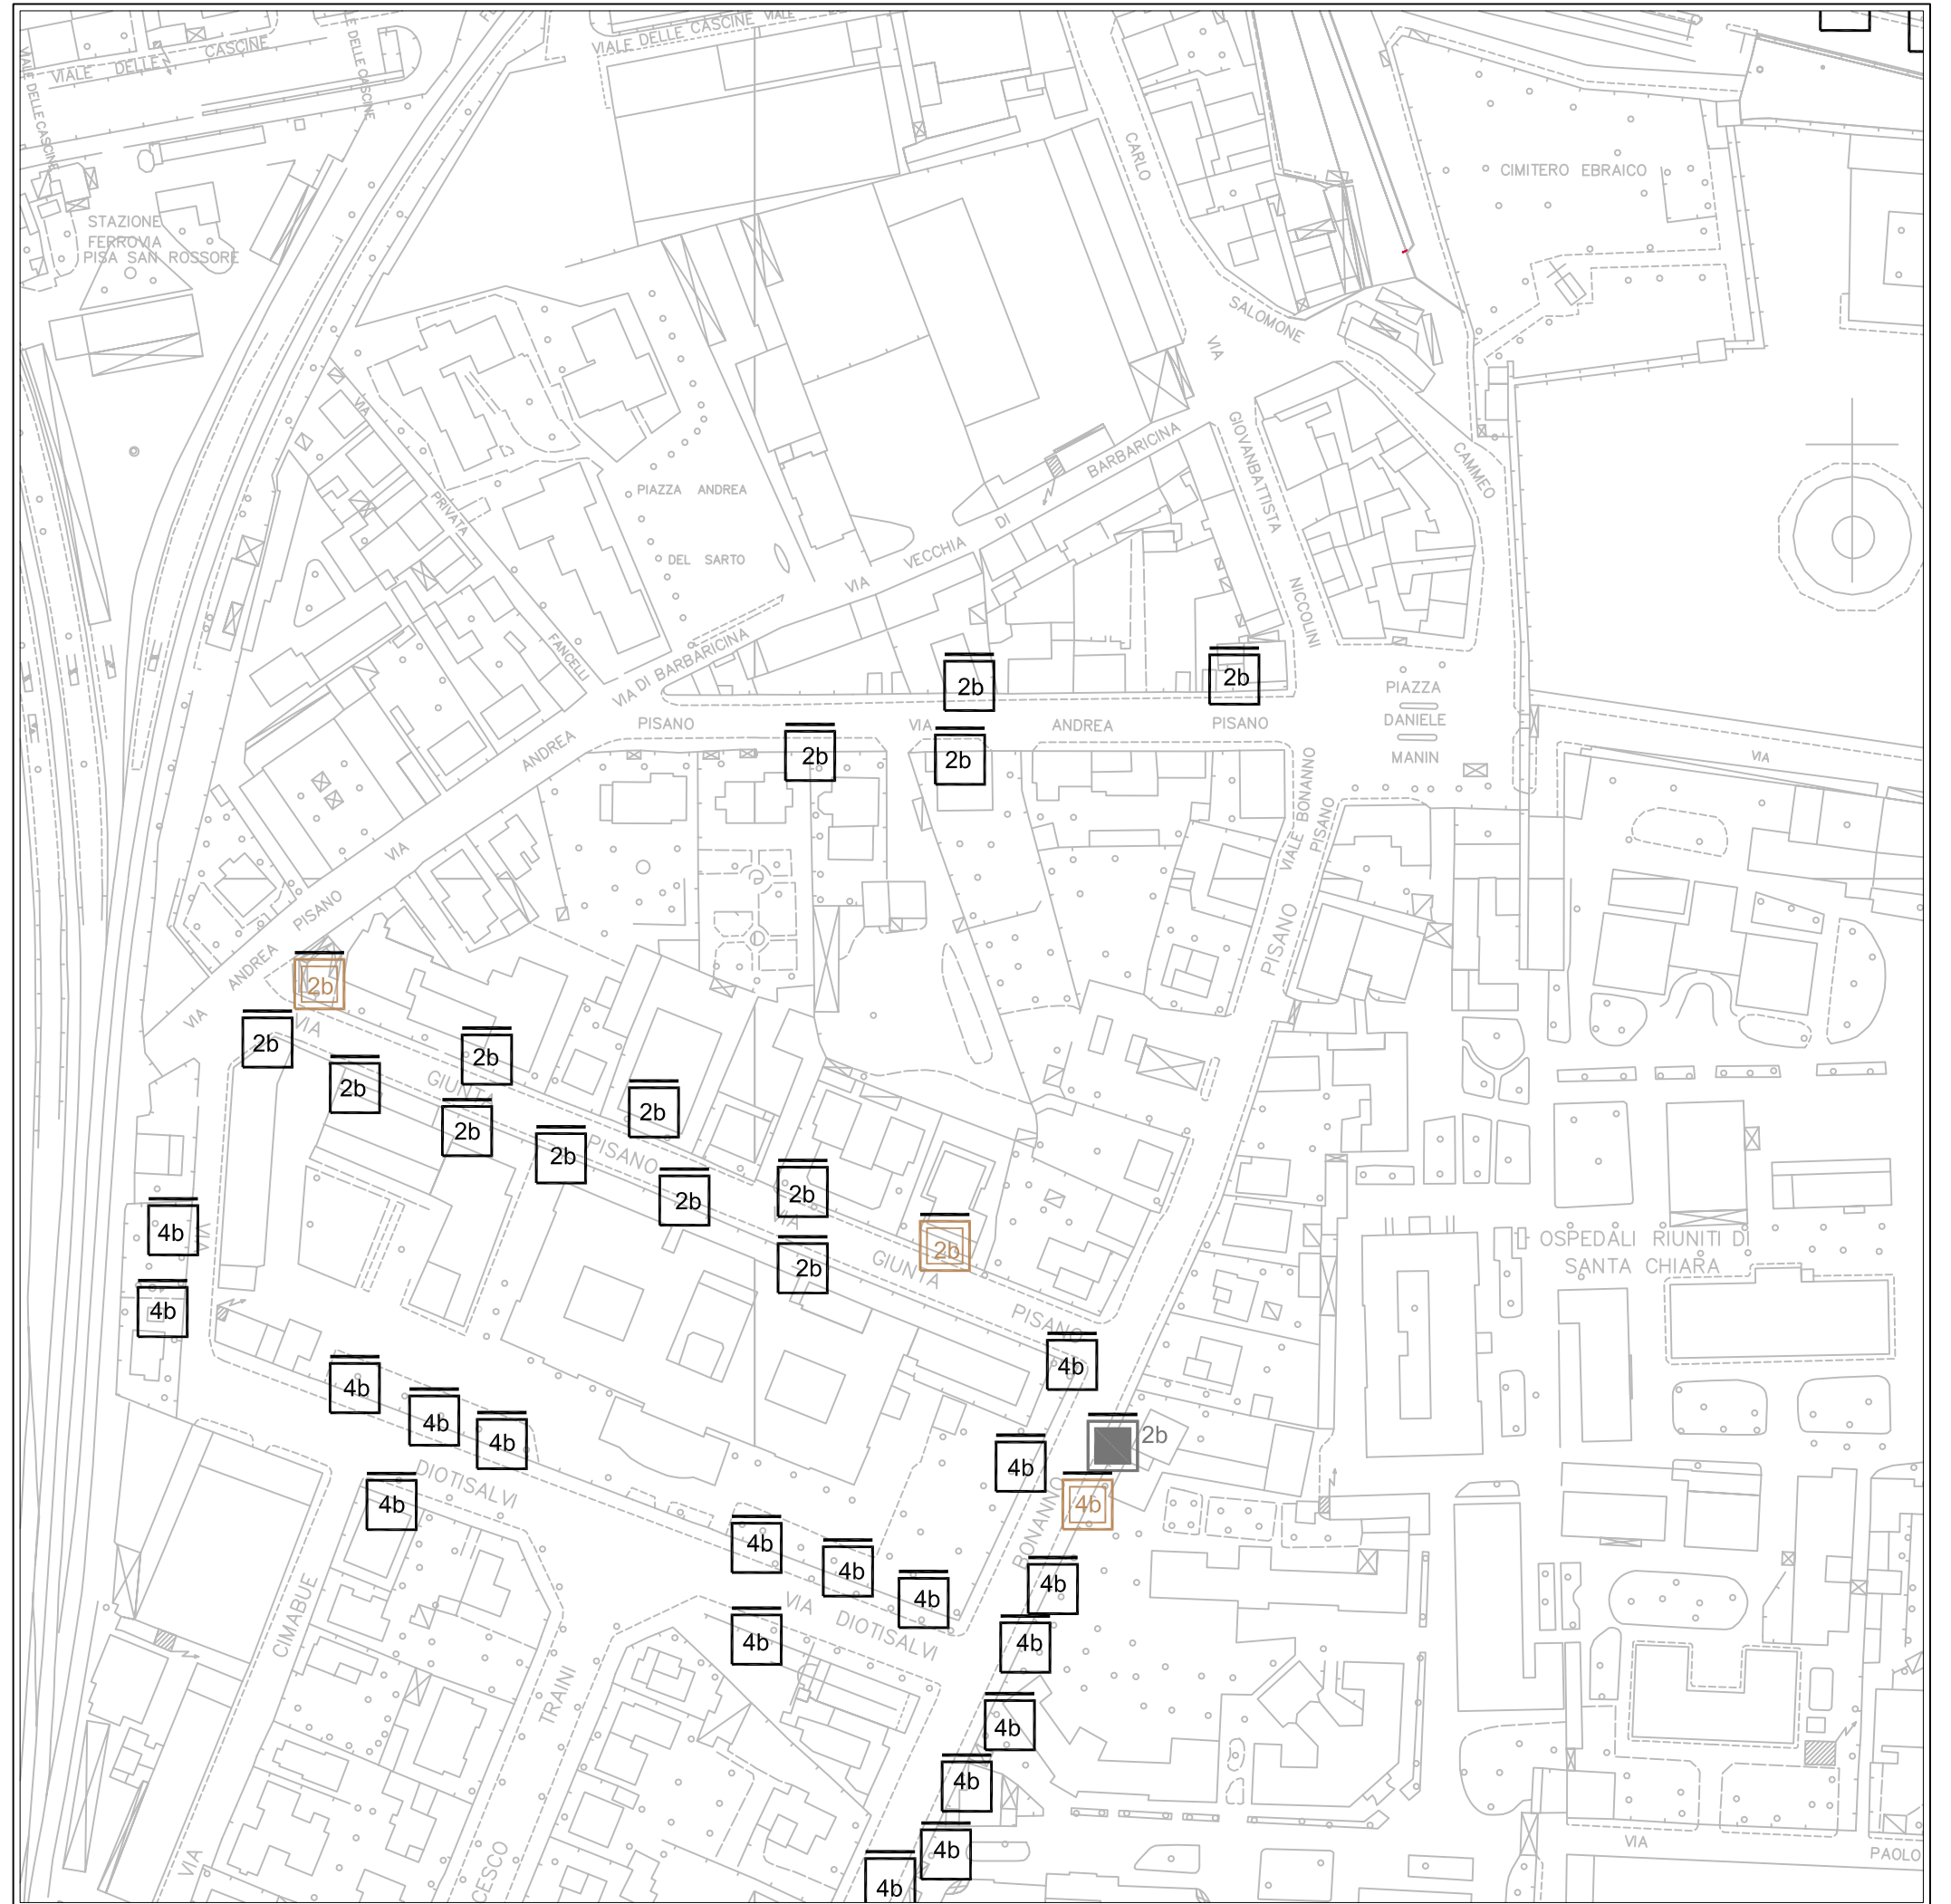 VIALE DELLE CASCINE
VIALE DELLE CASCINE
DELLE CASCINE
VIALE DELLE CASCINE
STAZIONE
FERROVIA
PISA SAN ROSSORE
CARLO
SALOMONE
CAMMEO
CIMITERO EBRAICO
VIA
GIOVANBATTISTA
NICCOLINI
VIA
PRIVATA
FANCELLI
PIAZZA ANDREA
DEL SARTO
VIA
VECCHIA
DI
BARBARICINA
VIA DI BARBARICINA
2b
2b
PISANO
VIA
ANDREA
PISANO
PIAZZA
DANIELE
MANIN
VIA
2b
2b
ANDREA
VIA
PISANO
ANDREA
VIA
VIALE BONANNO
PISANO
PISANO
2b
2b
VIA
2b
2b
GIUNTA
2b
2b
2b
PISANO
2b
2b
VIA
2b
GIUNTA
2b
PISANO
4b
VIA
4b
OSPEDALI RIUNITI DI
SANTA CHIARA
4b
4b
4b
4b
4b
DIOTISALVI
4b
4b
2b
4b
BONANNO
4b
4b
4b
VIA
DIOTISALVI
4b
4b
4b
CIMABUE
TRAINI
4b
4b
4b
4b
VIA
CESCO
VIA
PAOLO